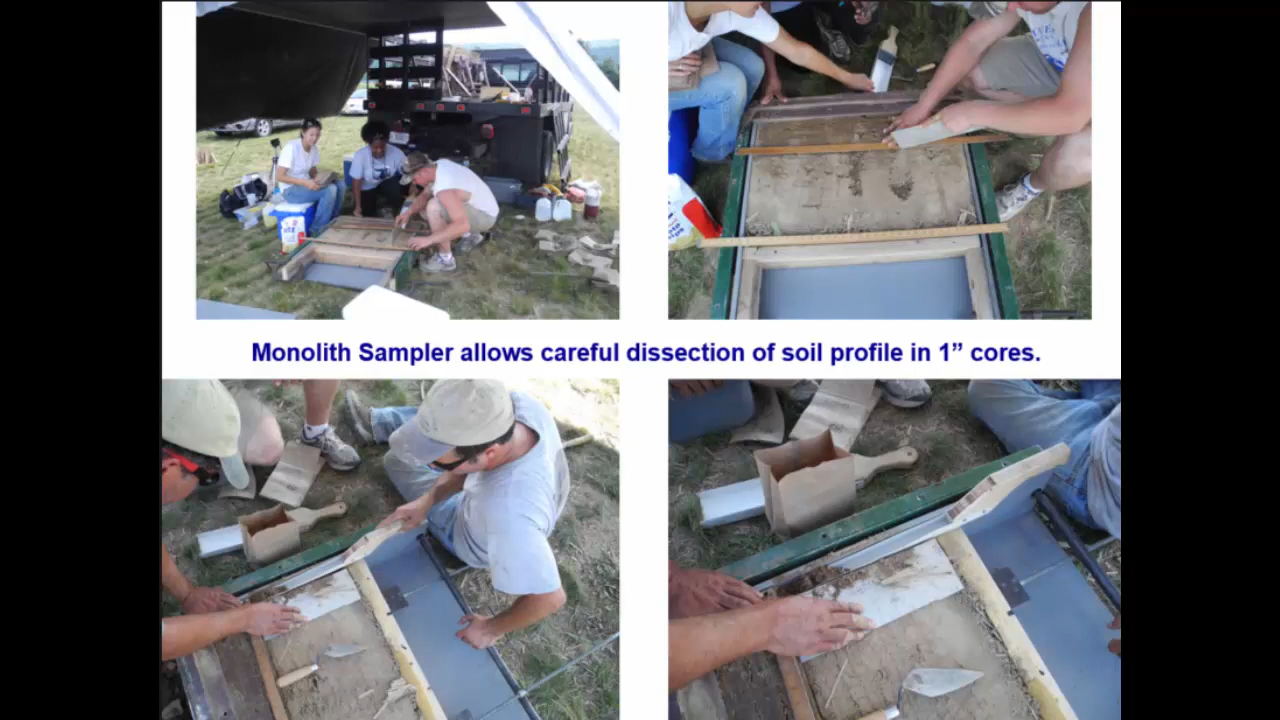 Monolith Sampler allows careful dissection of soil profile in 1” cores.